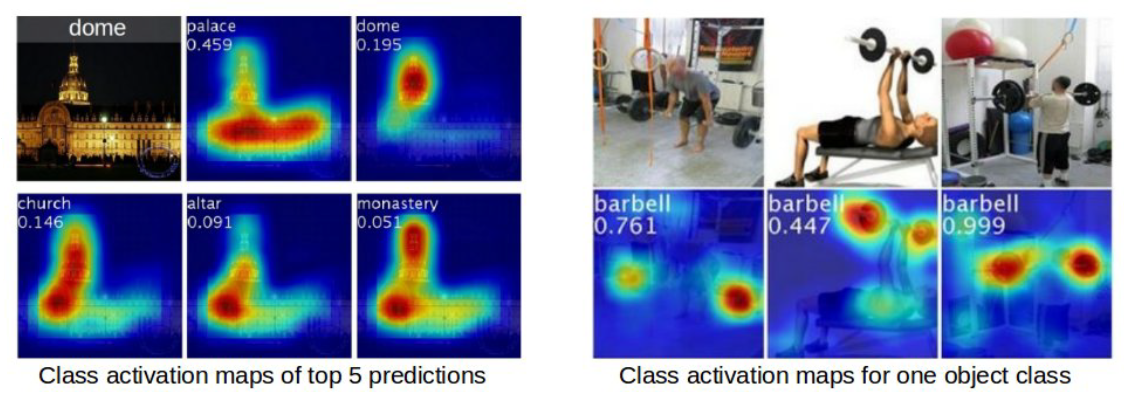 dome
palace
0.459
dome
0.195
church
0.146
altar
0.091
monastery
0.051
Class activation maps of top 5 predictions
barbell
0.761
barbell
0.447
barbell
0.999
Class activation maps for one object class